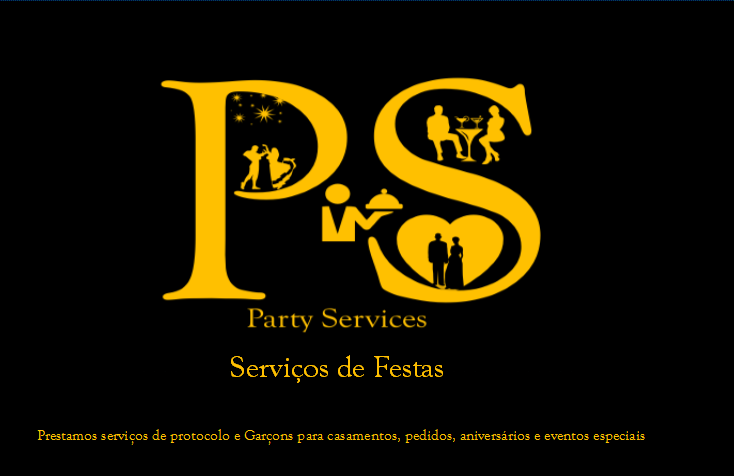 PS
Party Services
Serviços de Festas
Prestamos serviços de protocolo e Garçons para casamentos, pedidos, aniversários e eventos especiais